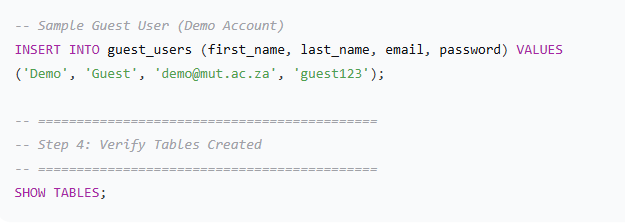 -- Sample Guest User (Demo Account)
INSERT INTO guest_users (first_name, last_name, email, password) VALUES
('Demo', 'Guest', 'demo@mut.ac.za', 'guest123');
-- ============================================
-- Step 4: Verify Tables Created
-- ============================================
SHOW TABLES;